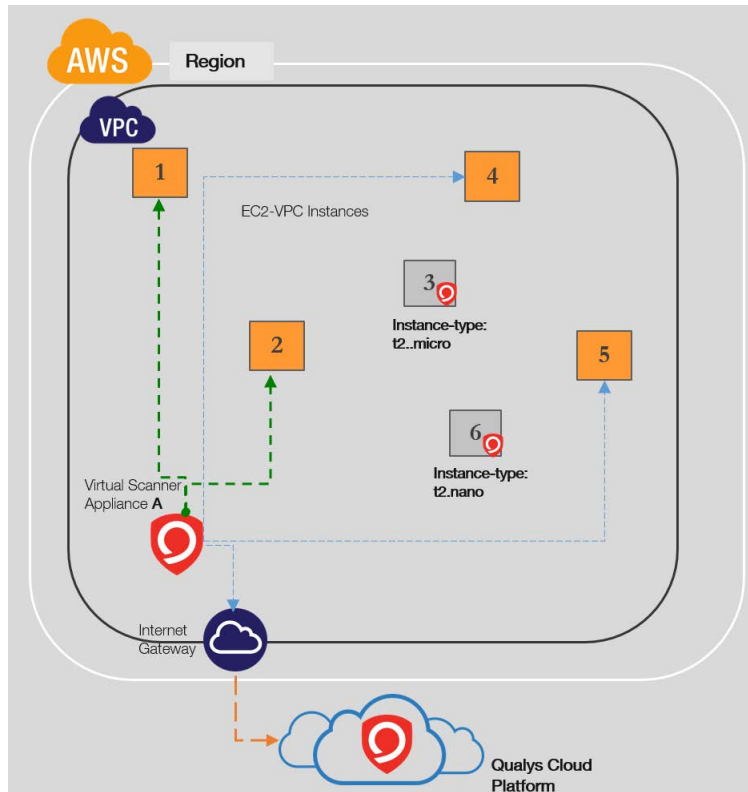 AWS
Region
VPC
1
4
EC2-VPC Instances
3
Instance-type:
t2..micro
2
5
6
Instance-type:
t2.nano
Virtual Scanner
Appliance A
Internet
Gateway
Qualys Cloud
Platform